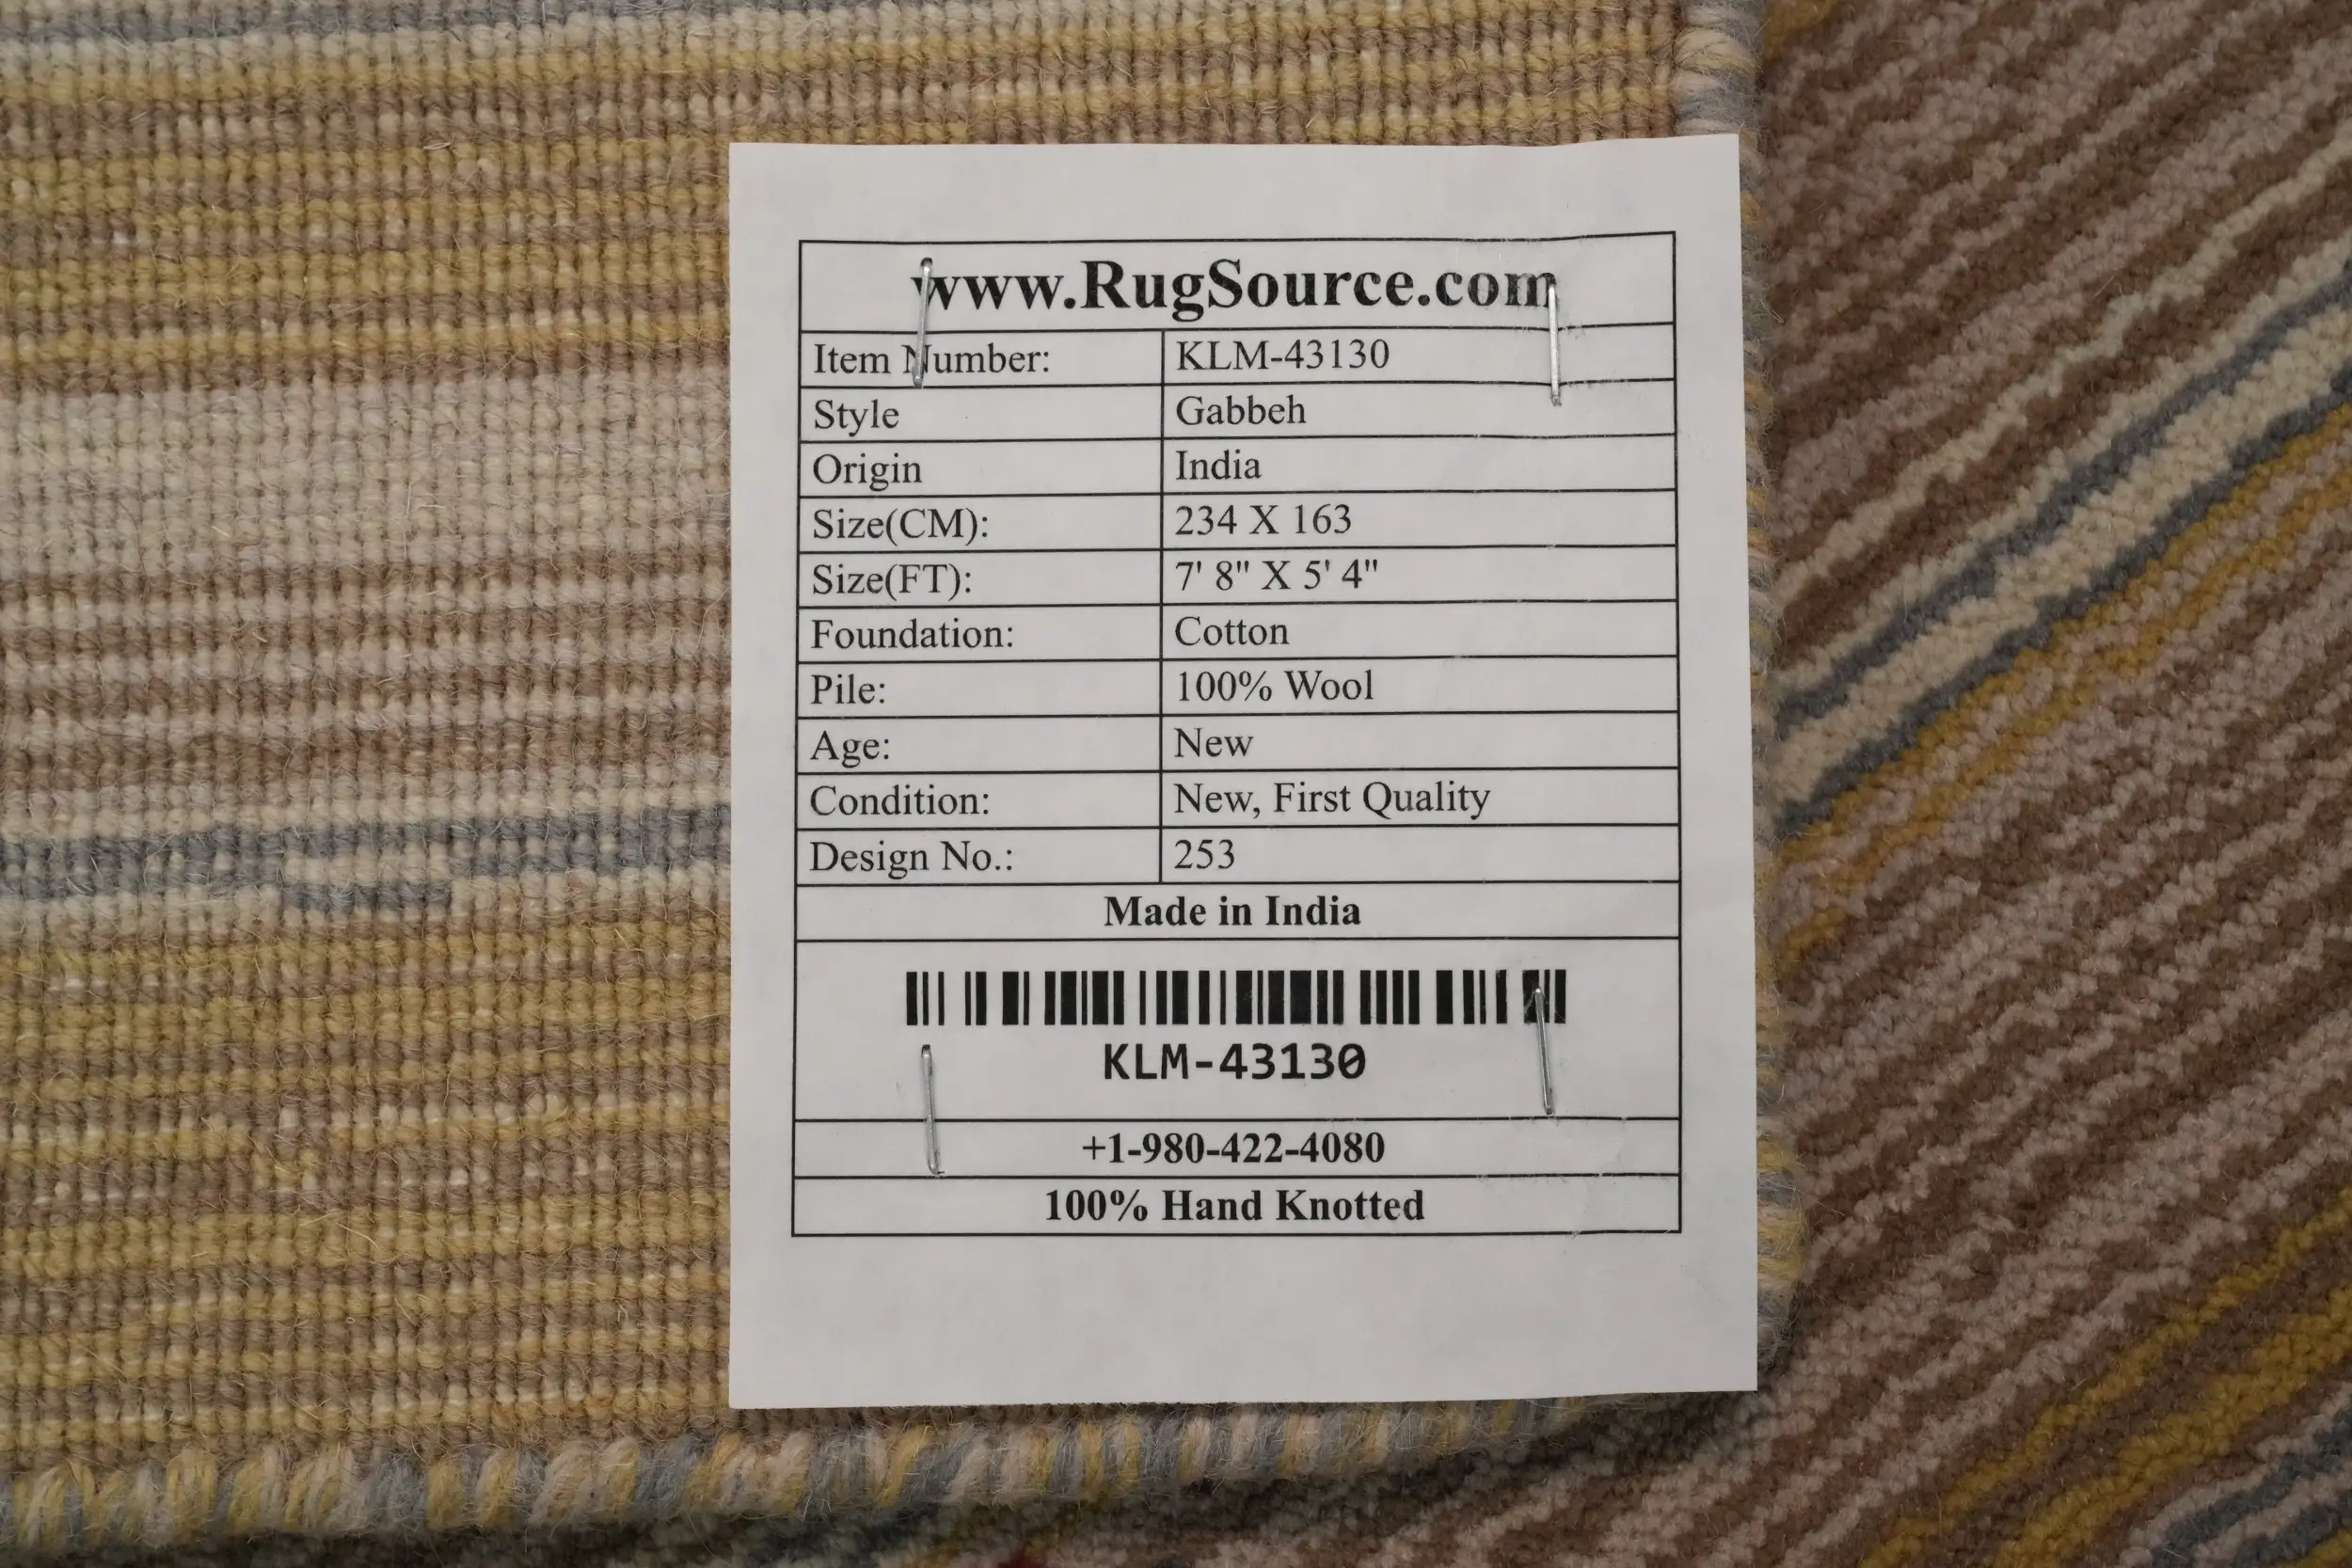 www.RugSource.com
Item Number: KLM-43130
Style Gabbeh
Origin India
Size(CM): 234 X 163
Size(FT): 7' 8" X 5' 4"
Foundation: Cotton
Pile: 100% Wool
Age: New
Condition: New, First Quality
Design No.: 253
Made in India
KLM-43130
+1-980-422-4080
100% Hand Knotted